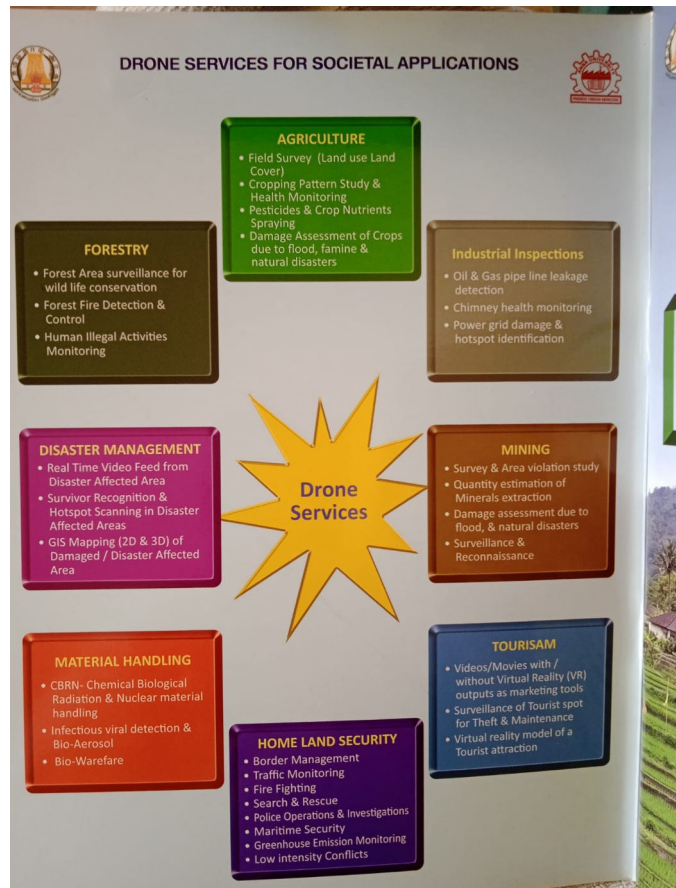 DRONE SERVICES FOR SOCIETAL APPLICATIONS
AGRICULTURE
• Field Survey (Land use Land
Cover)
• Cropping Pattern Study &
Health Monitoring
• Pesticides & Crop Nutrients
Spraying
• Damage Assessment of Crops
due to flood, famine &
natural disasters
FORESTRY
• Forest Area surveillance for
wild life conservation
• Forest Fire Detection &
Control
• Human Illegal Activities
Monitoring
Industrial Inspections
• Oil & Gas pipe line leakage
detection
• Chimney health monitoring
• Power grid damage &
hotspot identification
DISASTER MANAGEMENT
• Real Time Video Feed from
Disaster Affected Area
• Survivor Recognition &
Hotspot Scanning in Disaster
Affected Areas
• GIS Mapping (2D & 3D) of
Damaged / Disaster Affected
Area
Drone
Services
MINING
• Survey & Area violation study
• Quantity estimation of
Minerals extraction
• Damage assessment due to
flood, & natural disasters
• Surveillance &
Reconnaissance
MATERIAL HANDLING
• CBRN- Chemical Biological
Radiation & Nuclear material
handling
• Infectious viral detection &
Bio-Aerosol
• Bio-Warefare
HOME LAND SECURITY
• Border Management
• Traffic Monitoring
• Fire Fighting
• Search & Rescue
• Police Operations & Investigations
• Maritime Security
• Greenhouse Emission Monitoring
• Low intensity Conflicts
TOURISAM
• Videos/Movies with /
without Virtual Reality (VR)
outputs as marketing tools
• Surveillance of Tourist spot
for Theft & Maintenance
• Virtual reality model of a
Tourist attraction